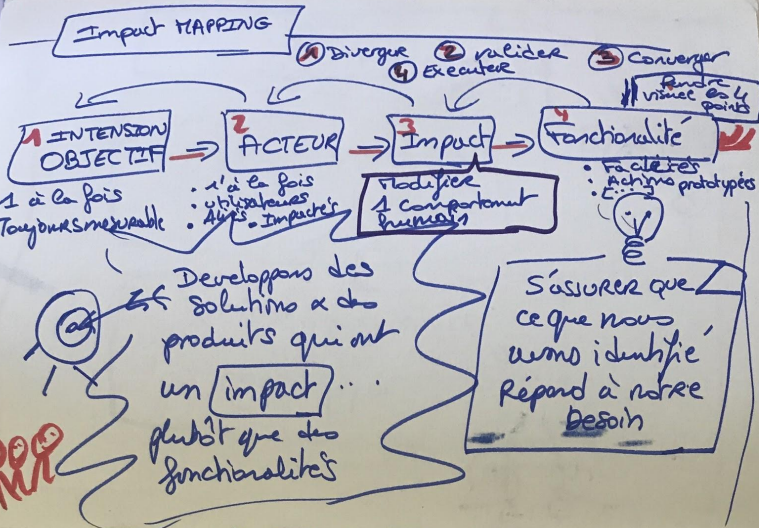 Impact MAPPING
1 Diverger 2 valider 3 Converger
4 Executer
Rendre
visuel les 4
points
1 INTENSION
OBJECTIF
2
ACTEUR
3
Impact
4
Fonctionalité
1 à la fois
Toujours mesurable
• 1 à la fois
• utilisateurs
• Aliés • Impactés
Modifier
1 Comportement
humain
• Facilités
• Actions prototypées
Developpons des
solutions & des
produits qui ont
un impact ...
plutôt que des
fonctionalités
S'ASSURER QUE
ce que nous
avons identifié
Répond à notre
besoin